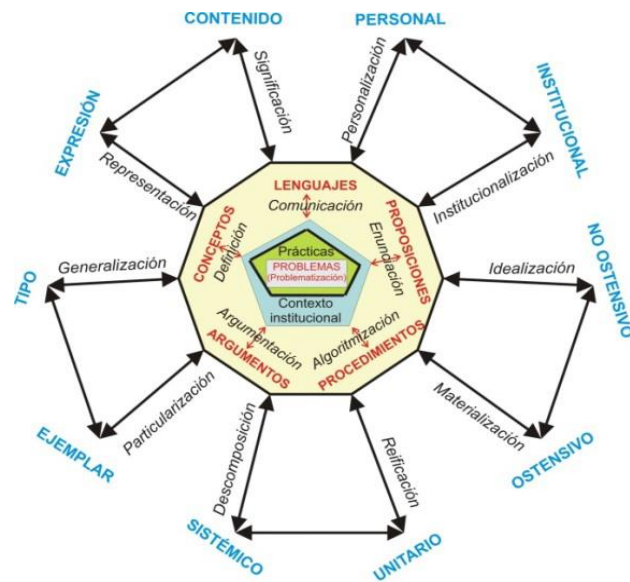 CONTENIDO
PERSONAL
EXPRESIÓN
Significación
Personalización
INSTITUCIONAL
Representación
Institucionalización
LENGUAJES
Comunicación
CONCEPTOS
Definición
Enunciación
PROPOSICIONES
Prácticas
PROBLEMAS
(Problematización)
Contexto
institucional
TIPO
Generalización
Idealización
NO OSTENSIVO
Argumentación
ARGUMENTOS
Algoritmización
PROCEDIMIENTOS
EJEMPLAR
Particularización
Materialización
OSTENSIVO
Descomposición
Reificación
SISTÉMICO
UNITARIO